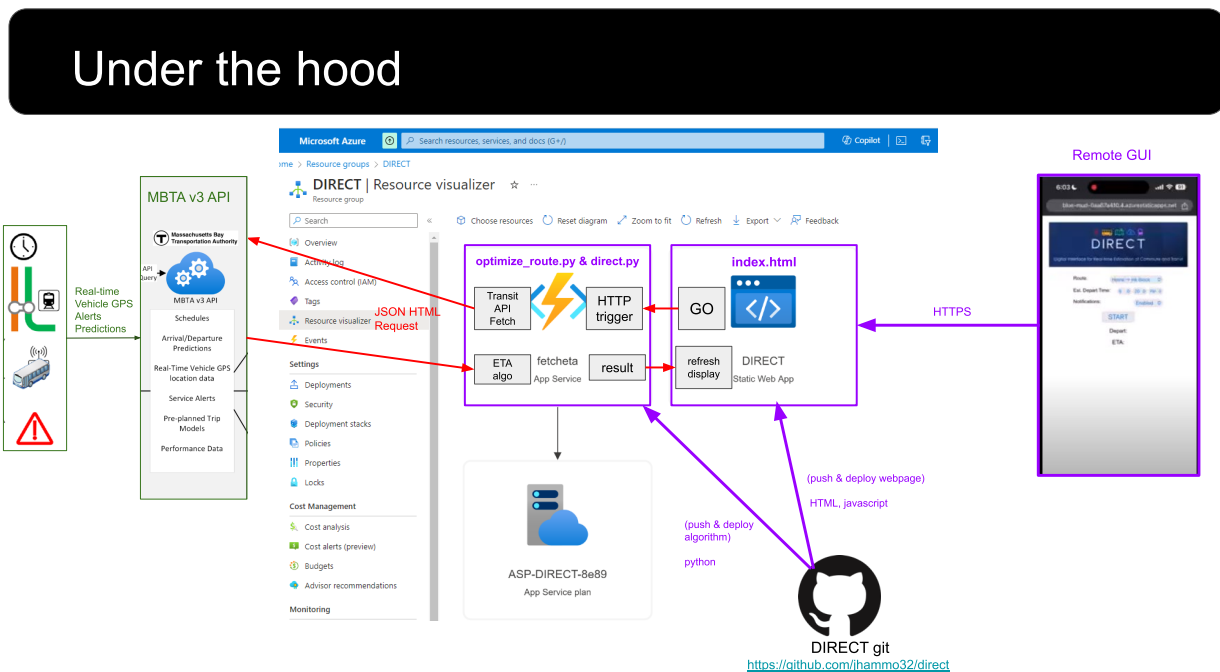 Under the hood
Microsoft Azure
Search resources, services, and docs (G+/)
Copilot
Resource groups > DIRECT
DIRECT | Resource visualizer
Resource group
Search
Choose resources
Reset diagram
Zoom to fit
Refresh
Export
Feedback
Overview
Activity log
Access control (IAM)
Tags
Resource visualizer
Events
Settings
Deployments
Security
Deployment stacks
Policies
Properties
Locks
Cost Management
Cost analysis
Cost alerts (preview)
Budgets
Advisor recommendations
Monitoring
Real-time
Vehicle GPS
Alerts
Predictions
MBTA v3 API
Massachusetts Bay
Transportation Authority
API
Query
MBTA v3 API
Schedules
Arrival/Departure
Predictions
Real-Time Vehicle GPS
location data
Service Alerts
Pre-planned Trip
Models
Performance Data
JSON HTML
Request
optimize_route.py & direct.py
Transit
API
Fetch
HTTP
trigger
ETA
algo
fetcheta
App Service
result
index.html
GO
refresh
display
DIRECT
Static Web App
ASP-DIRECT-8e89
App Service plan
HTTPS
Remote GUI
6:03
DIRECT
Route:
Est. Depart Time:
Notifications:
Enabled
START
Depart:
ETA:
(push & deploy webpage)
HTML, javascript
(push & deploy
algorithm)
python
DIRECT git
https://github.com/jhammo32/direct